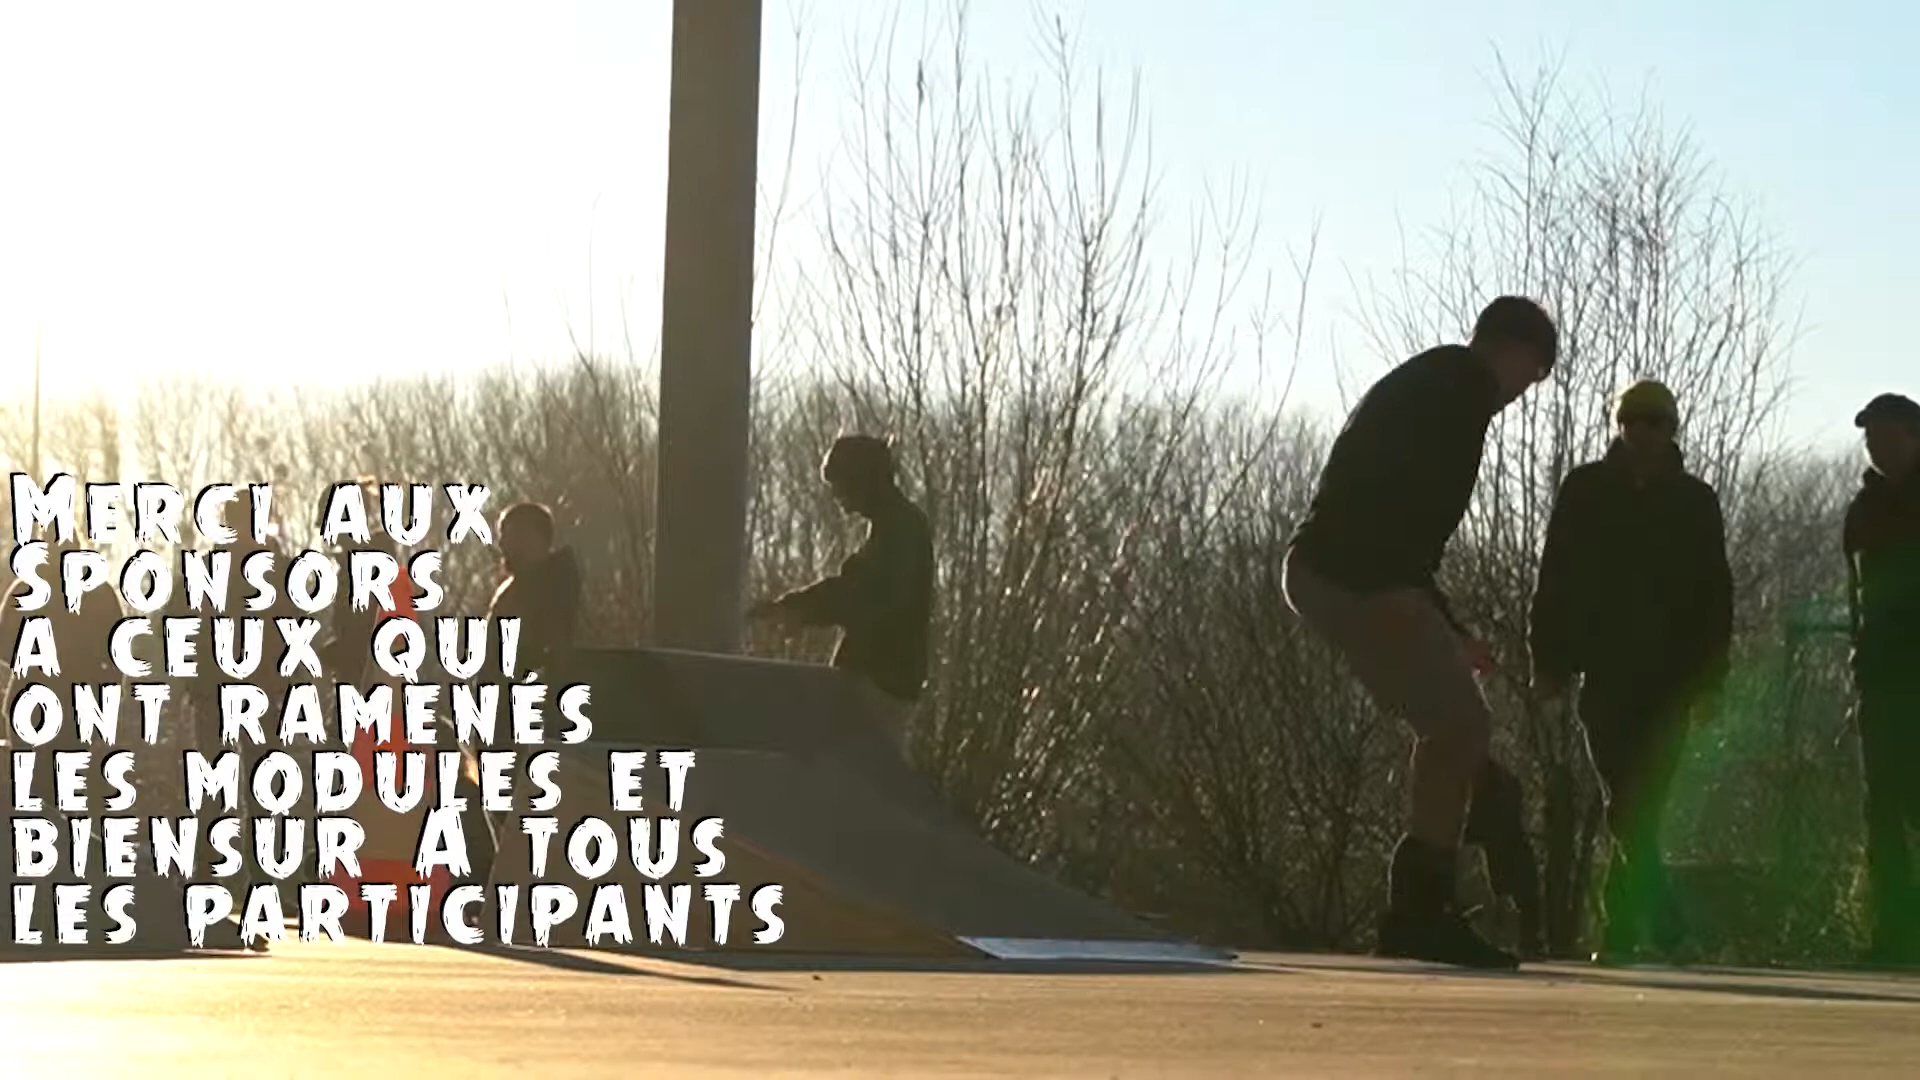 Merci aux
Sponsors
a ceux qui
ont ramenés
les modules et
biensur à tous
les participants